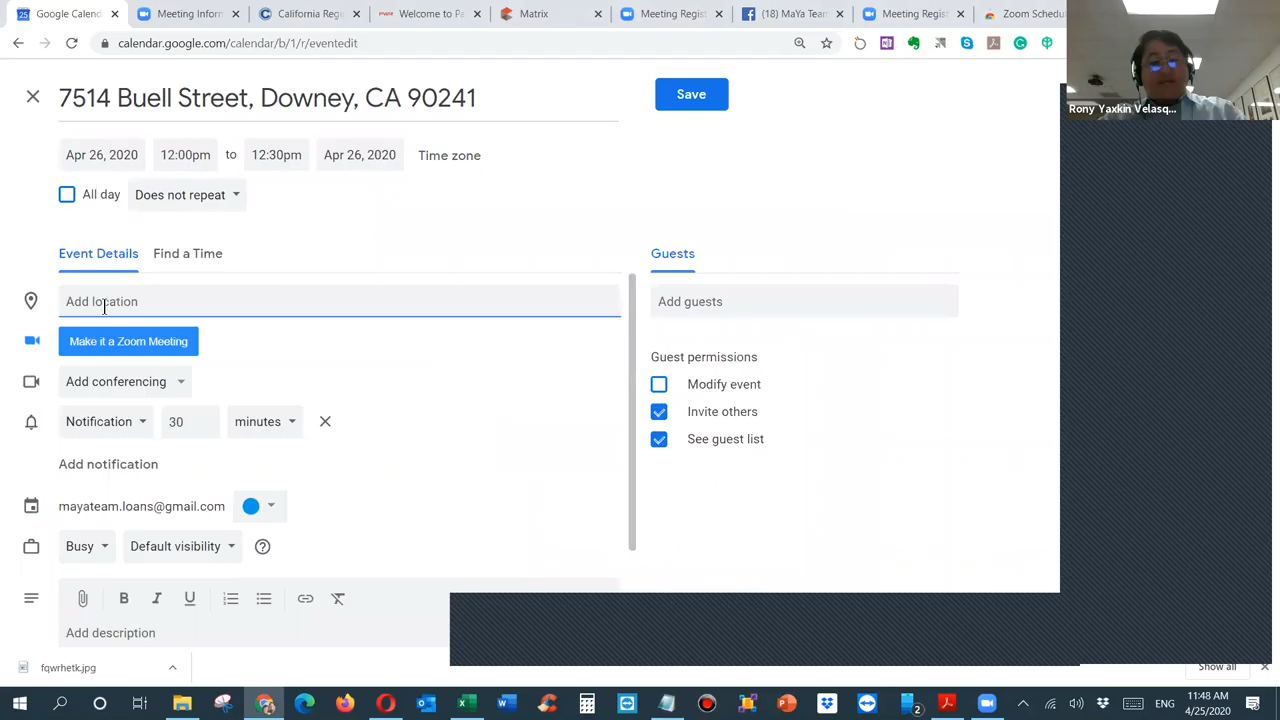 Google Calenda
Meeting Inform
California Regi
Welcome to Pa
Matrix
Meeting Regist
(18) MaYa Team
Meeting Regist
Zoom Schedu
calendar.google.com/calendar/b/1/r/eventedit
7514 Buell Street, Downey, CA 90241
Save
Rony Yaxkin Velasq...
Apr 26, 2020 12:00pm to 12:30pm Apr 26, 2020 Time zone
All day Does not repeat
Event Details Find a Time Guests
Add location Add guests
Make it a Zoom Meeting
Guest permissions
Add conferencing Modify event
Notification 30 minutes Invite others
See guest list
Add notification
mayateam.loans@gmail.com
Busy Default visibility
B I U
Add description
fqwrhetk.jpg Show all
2
ENG 11:48 AM
4/25/2020